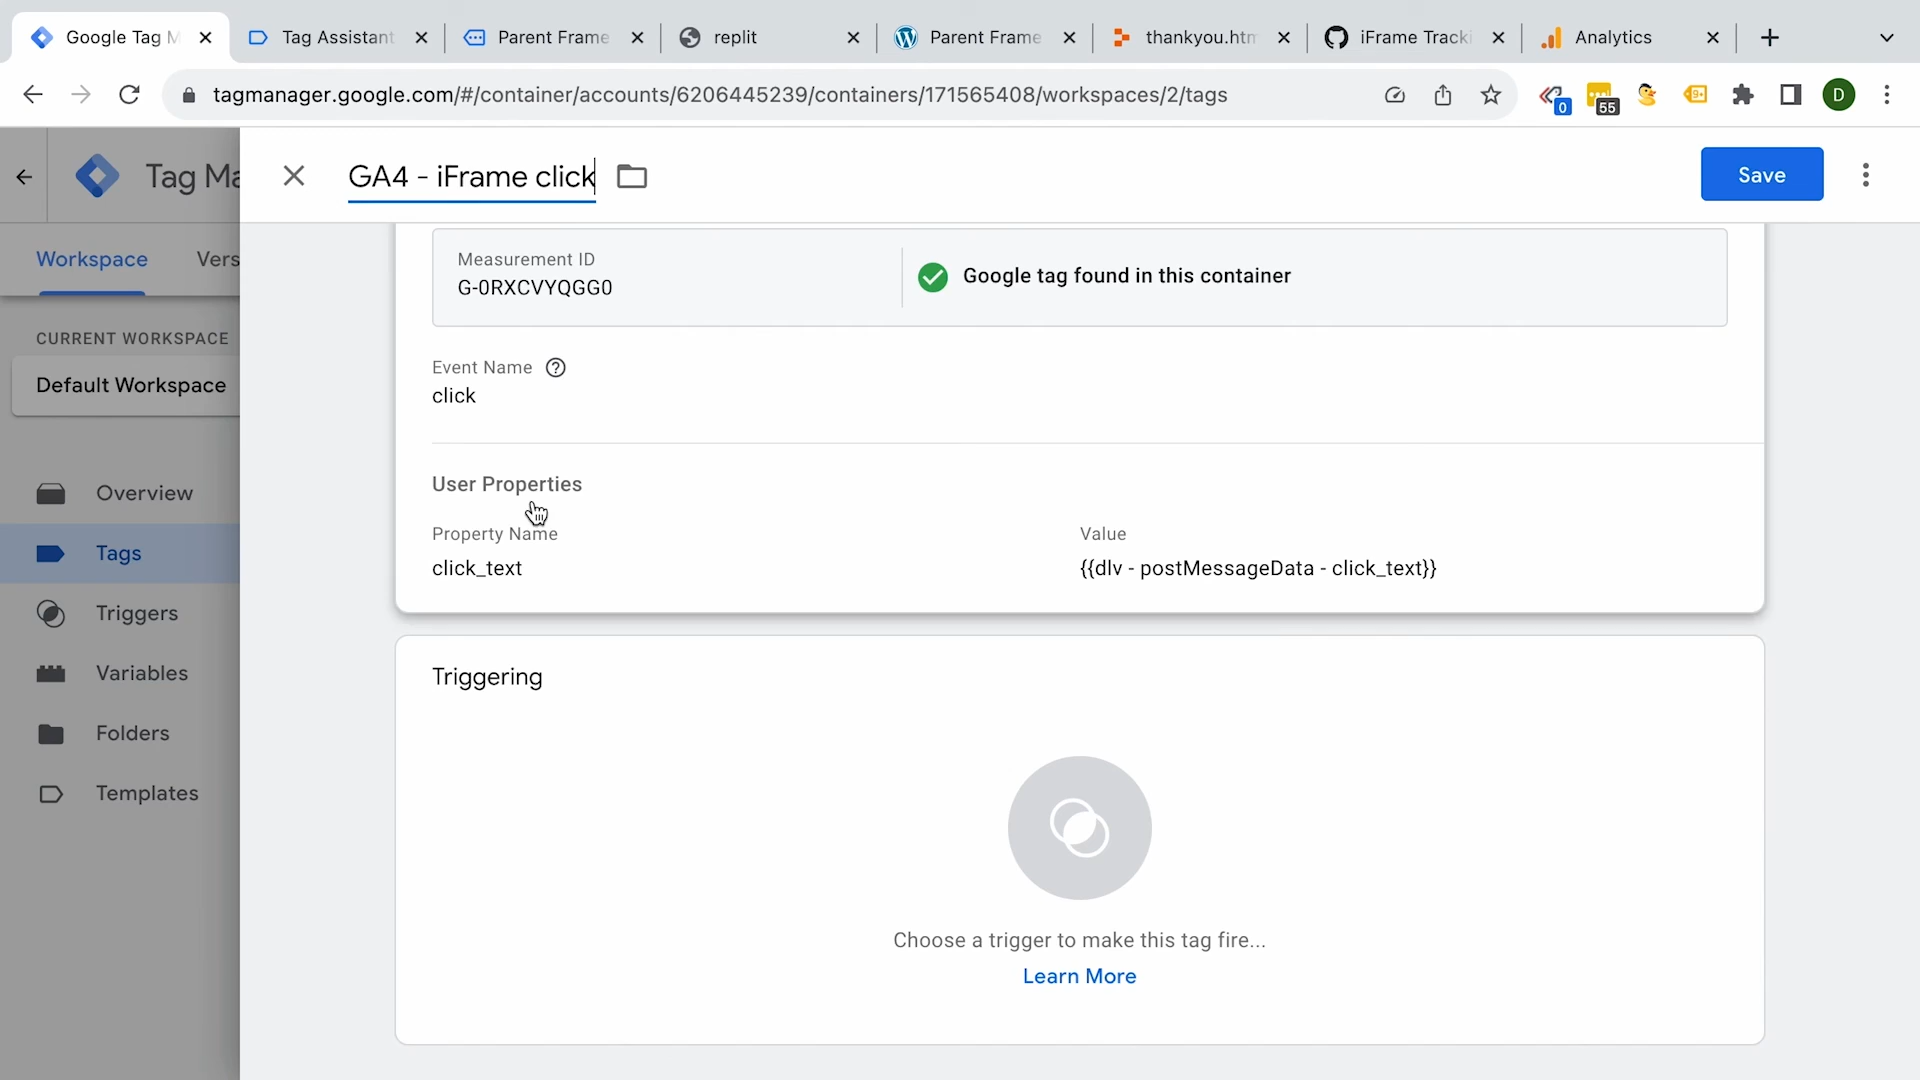 Google Tag M
Tag Assistant
Parent Frame
replit
Parent Frame
thankyou.htm
iFrame Tracki
Analytics
tagmanager.google.com/#/container/accounts/6206445239/containers/171565408/workspaces/2/tags
0
55
9+
D
Tag Ma
GA4 - iFrame click
Save
Workspace
Vers
Measurement ID
G-0RXCVYQGG0
Google tag found in this container
CURRENT WORKSPACE
Default Workspace
Event Name
click
Overview
Tags
Triggers
Variables
Folders
Templates
User Properties
Property Name
Value
click_text
{{dlv - postMessageData - click_text}}
Triggering
Choose a trigger to make this tag fire...
Learn More